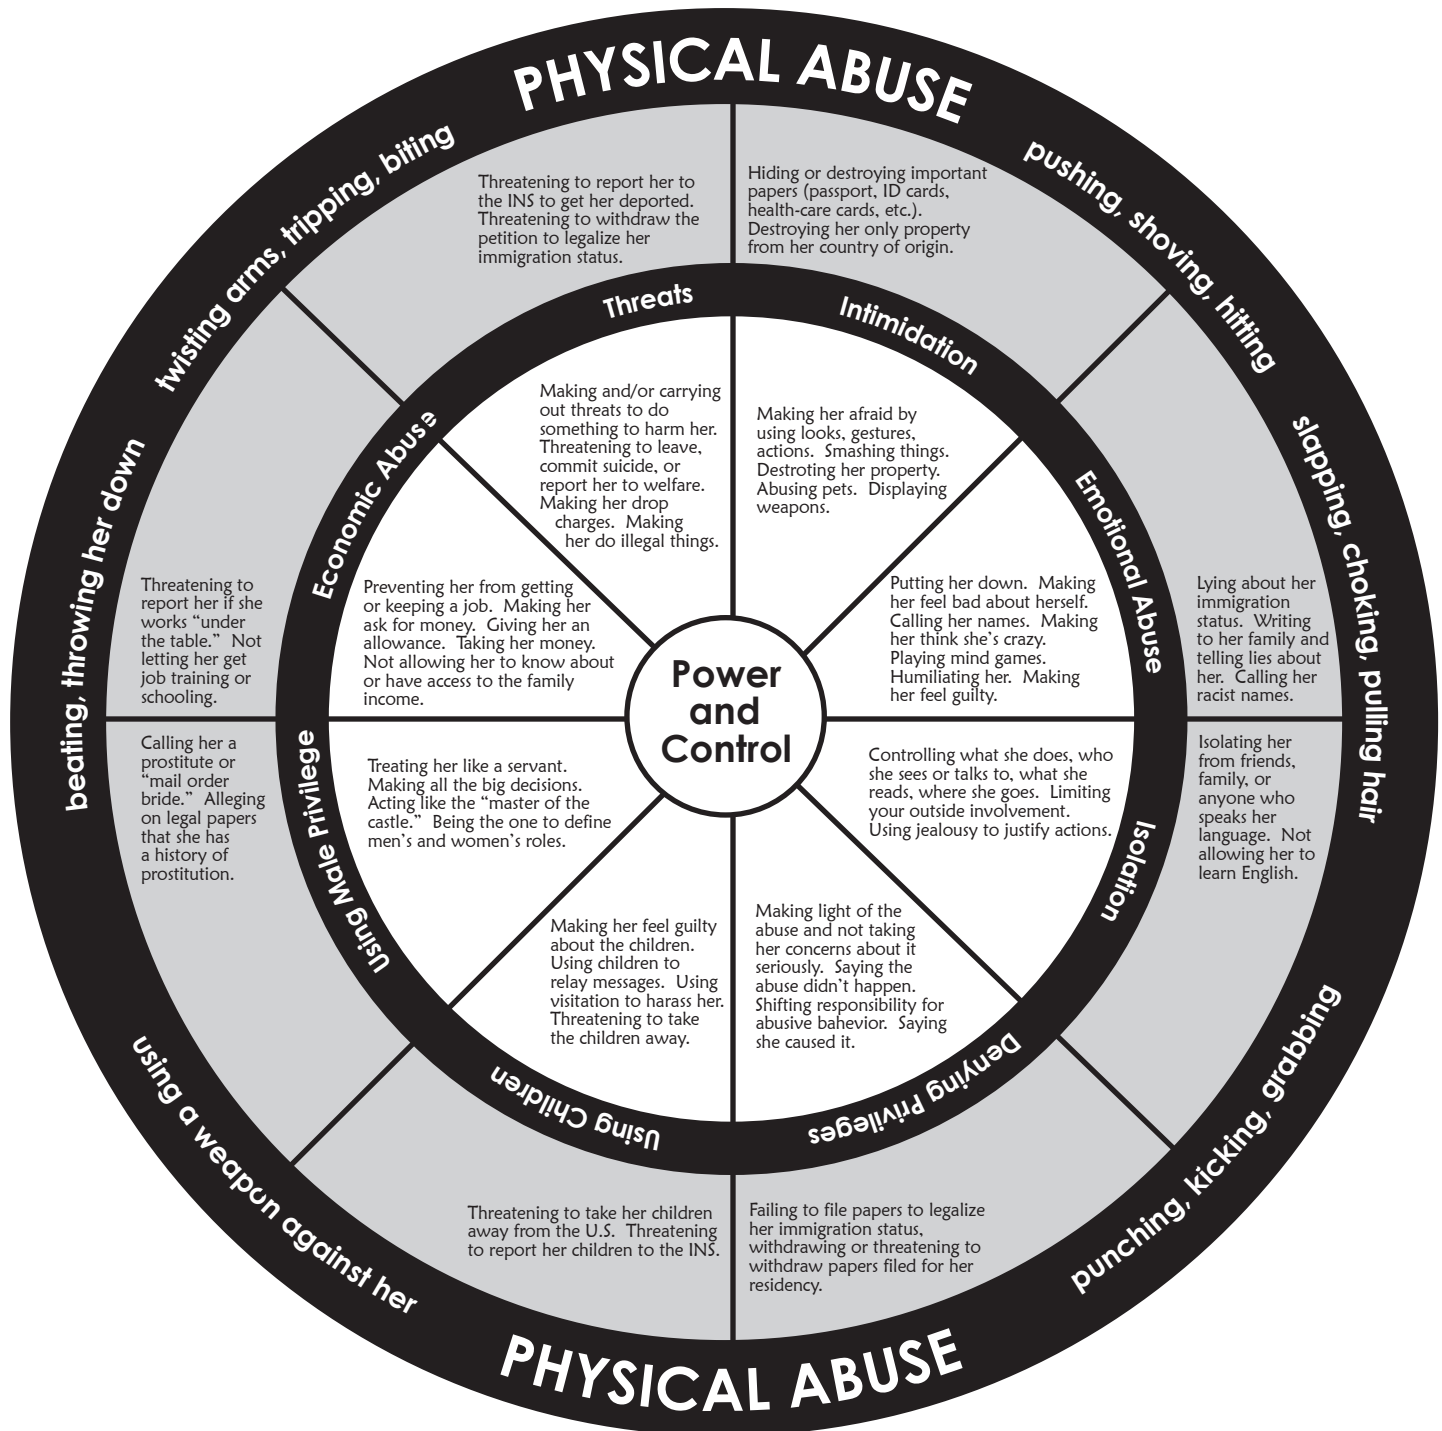 PHYSICAL ABUSE
twisting arms, tripping, biting
pushing, shoving, hitting
Threatening to report her to
the INS to get her deported.
Threatening to withdraw the
petition to legalize her
immigration status.
Hiding or destroying important
papers (passport, ID cards,
health-care cards, etc.).
Destroying her only property
from her country of origin.
Threats
Intimidation
Making and/or carrying
out threats to do
something to harm her.
Threatening to leave,
commit suicide, or
report her to welfare.
Making her drop
charges. Making
her do illegal things.
Making her afraid by
using looks, gestures,
actions. Smashing things.
Destroting her property.
Abusing pets. Displaying
weapons.
beating, throwing her down
slapping, choking, pulling hair
Economic Abuse
Emotional Abuse
Threatening to
report her if she
works “under
the table.” Not
letting her get
job training or
schooling.
Preventing her from getting
or keeping a job. Making her
ask for money. Giving her an
allowance. Taking her money.
Not allowing her to know about
or have access to the family
income.
Putting her down. Making
her feel bad about herself.
Calling her names. Making
her think she’s crazy.
Playing mind games.
Humiliating her. Making
her feel guilty.
Lying about her
immigration
status. Writing
to her family and
telling lies about
her. Calling her
racist names.
Power
and
Control
Calling her a
prostitute or
“mail order
bride.” Alleging
on legal papers
that she has
a history of
prostitution.
Using Male Privilege
Treating her like a servant.
Making all the big decisions.
Acting like the “master of the
castle.” Being the one to define
men’s and women’s roles.
Controlling what she does, who
she sees or talks to, what she
reads, where she goes. Limiting
your outside involvement.
Using jealousy to justify actions.
Isolation
Isolating her
from friends,
family, or
anyone who
speaks her
language. Not
allowing her to
learn English.
Making her feel guilty
about the children.
Using children to
relay messages. Using
visitation to harass her.
Threatening to take
the children away.
Making light of the
abuse and not taking
her concerns about it
seriously. Saying the
abuse didn’t happen.
Shifting responsibility for
abusive bahevior. Saying
she caused it.
Using Children
Denying Privileges
using a weapon against her
punching, kicking, grabbing
Threatening to take her children
away from the U.S. Threatening
to report her children to the INS.
Failing to file papers to legalize
her immigration status,
withdrawing or threatening to
withdraw papers filed for her
residency.
PHYSICAL ABUSE